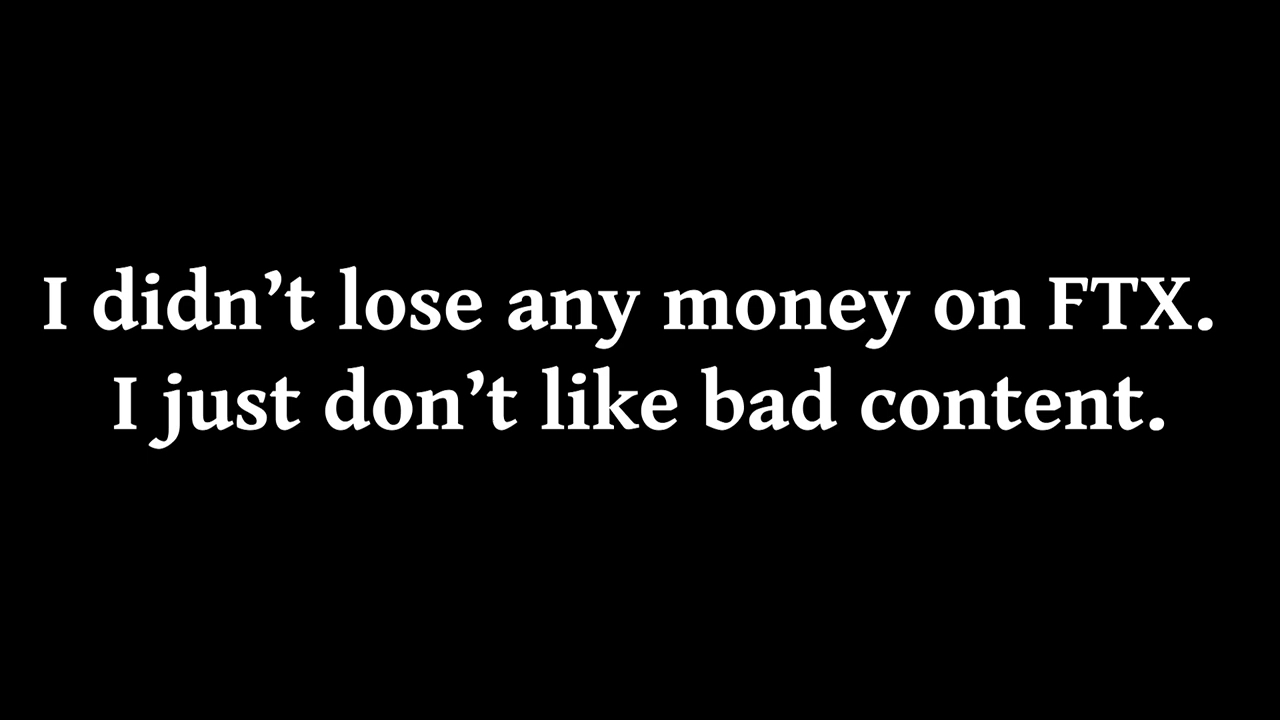 I didn’t lose any money on FTX.
I just don’t like bad content.